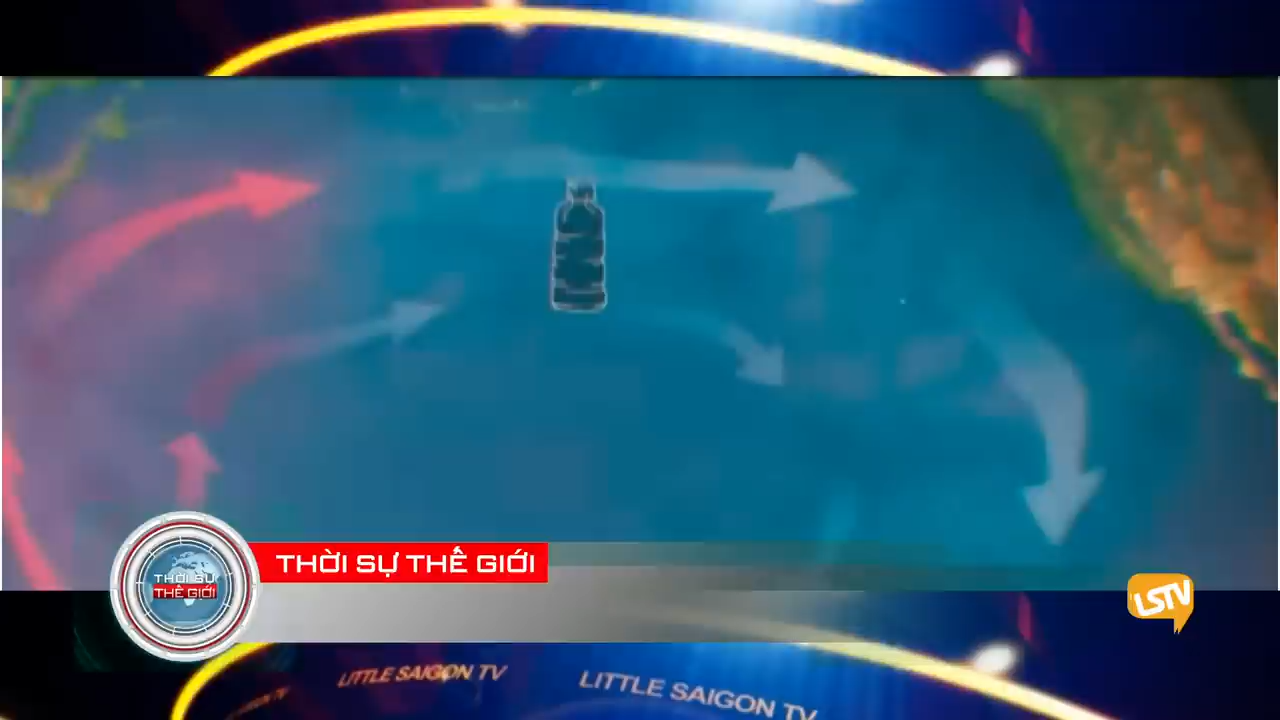 THỜI SỰ THẾ GIỚI
THỜI SỰ
THẾ GIỚI
LSTV
LITTLE SAIGON TV
LITTLE SAIGON TV